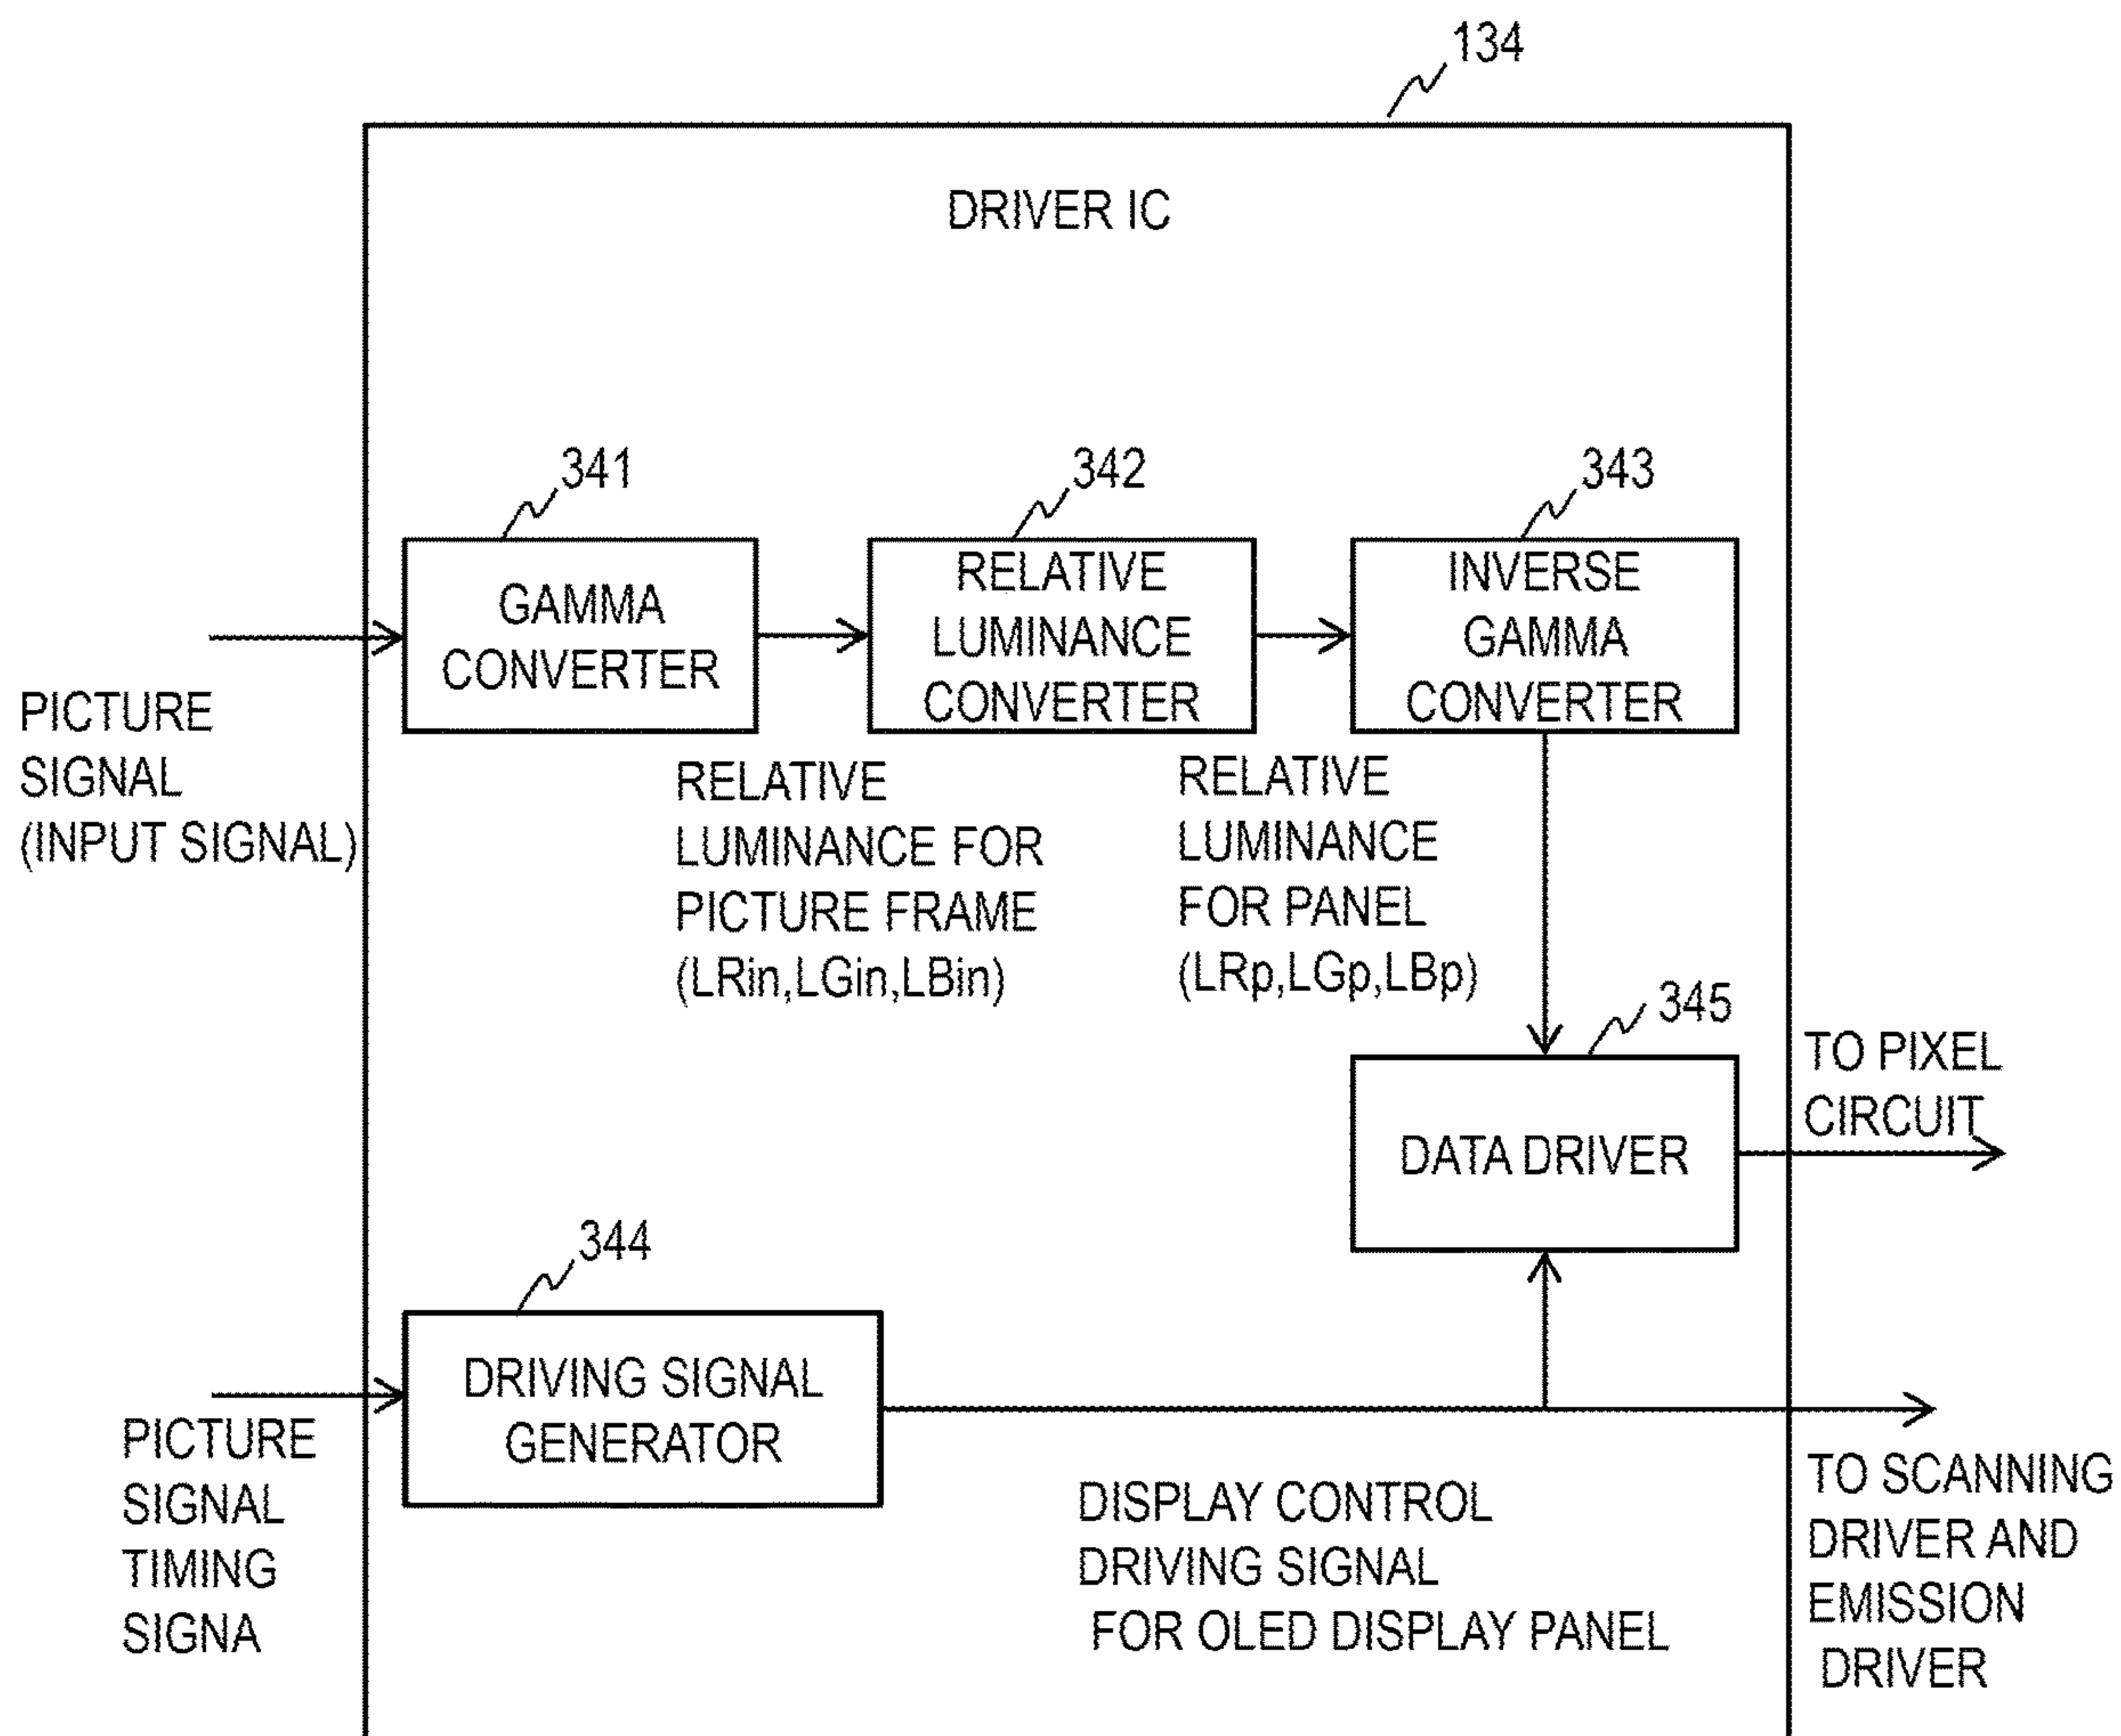 134
DRIVER IC
341
342
343
GAMMA
CONVERTER
RELATIVE
LUMINANCE
CONVERTER
INVERSE
GAMMA
CONVERTER
PICTURE
SIGNAL
(INPUT SIGNAL)
RELATIVE
LUMINANCE FOR
PICTURE FRAME
(LRin,LGin,LBin)
RELATIVE
LUMINANCE
FOR PANEL
(LRp,LGp,LBp)
345
DATA DRIVER
TO PIXEL
CIRCUIT
344
DRIVING SIGNAL
GENERATOR
PICTURE
SIGNAL
TIMING
SIGNA
DISPLAY CONTROL
DRIVING SIGNAL
FOR OLED DISPLAY PANEL
TO SCANNING
DRIVER AND
EMISSION
DRIVER